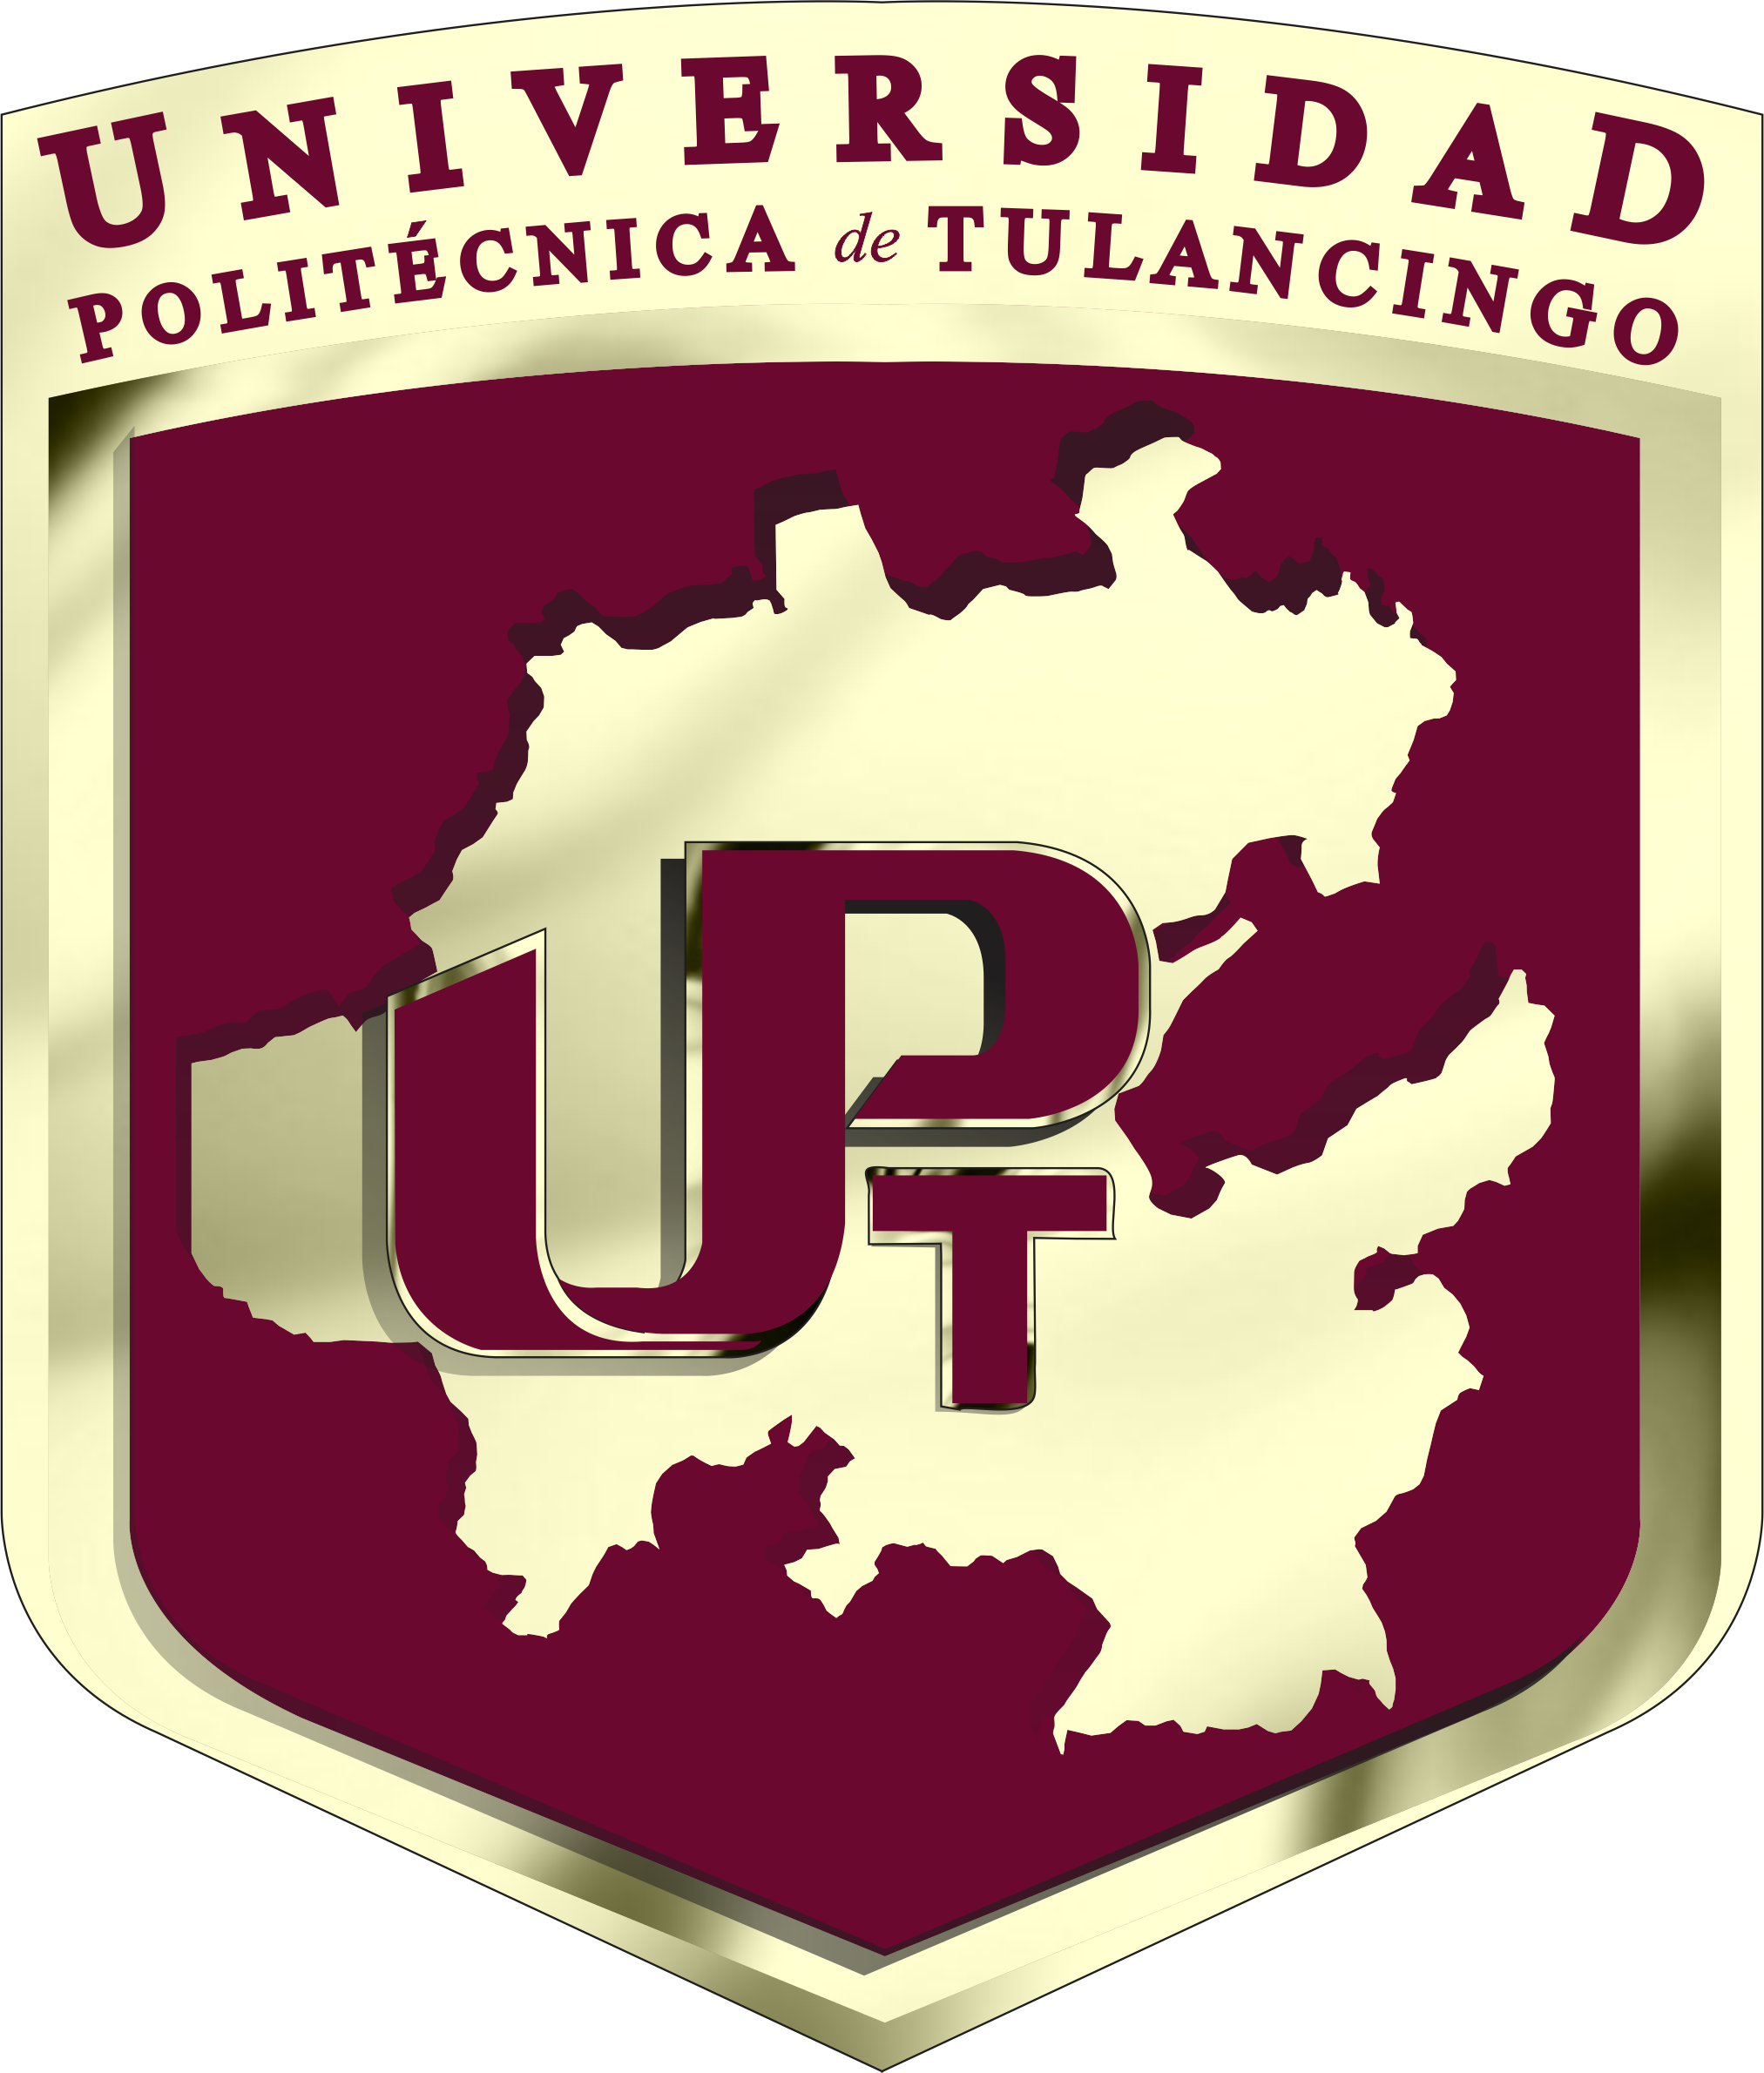 UNIVERSIDAD
POLITÉCNICA de TULANCINGO
UPT